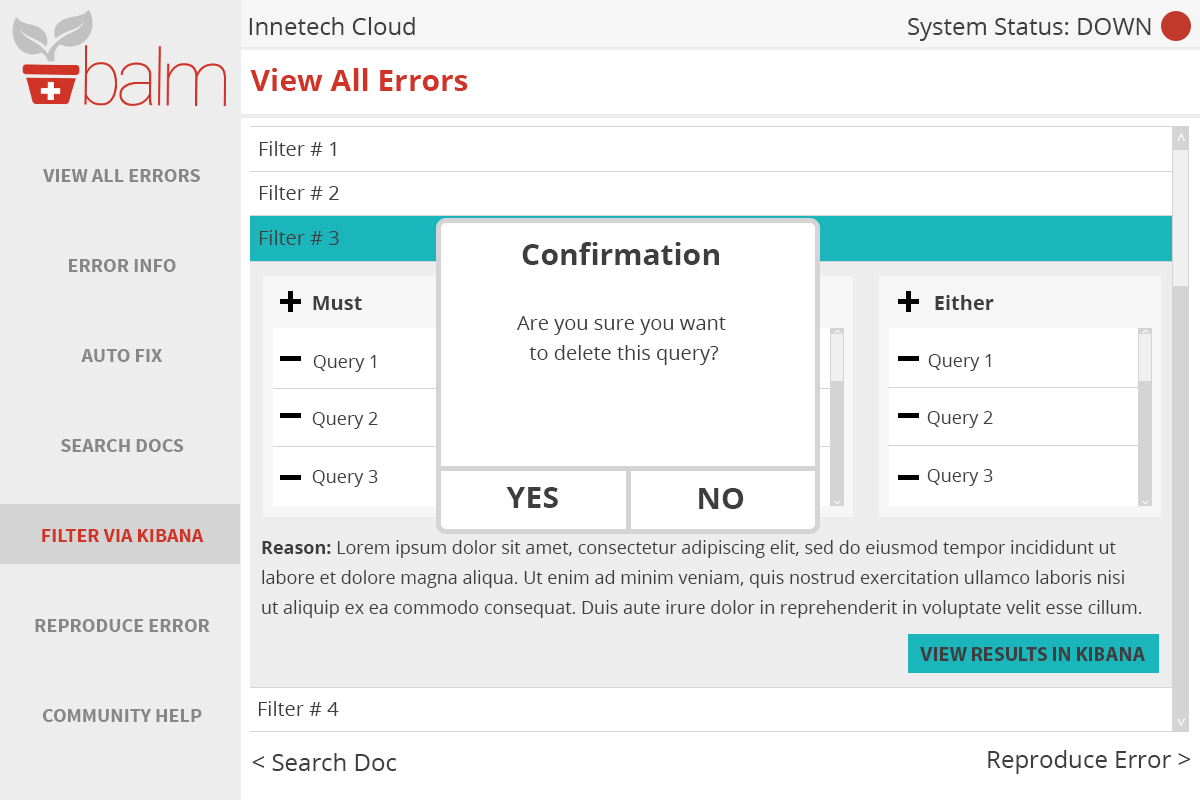 balm
Innetech Cloud
System Status: DOWN
View All Errors
VIEW ALL ERRORS
ERROR INFO
AUTO FIX
SEARCH DOCS
FILTER VIA KIBANA
REPRODUCE ERROR
COMMUNITY HELP
Filter # 1
Filter # 2
Filter # 3
Must
Query 1
Query 2
Query 3
Confirmation
Are you sure you want
to delete this query?
YES
NO
Either
Query 1
Query 2
Query 3
Reason: Lorem ipsum dolor sit amet, consectetur adipiscing elit, sed do eiusmod tempor incididunt ut
labore et dolore magna aliqua. Ut enim ad minim veniam, quis nostrud exercitation ullamco laboris nisi
ut aliquip ex ea commodo consequat. Duis aute irure dolor in reprehenderit in voluptate velit esse cillum.
VIEW RESULTS IN KIBANA
Filter # 4
< Search Doc
Reproduce Error >